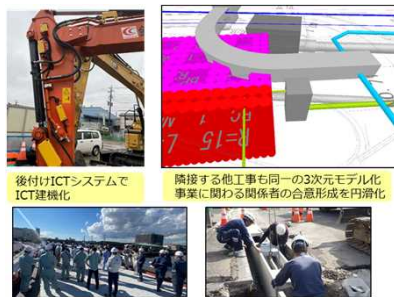 R=15
後付けICTシステムで
ICT建機化
隣接する他工事も同一の3次元モデル化
事業に関わる関係者の合意形成を円滑化